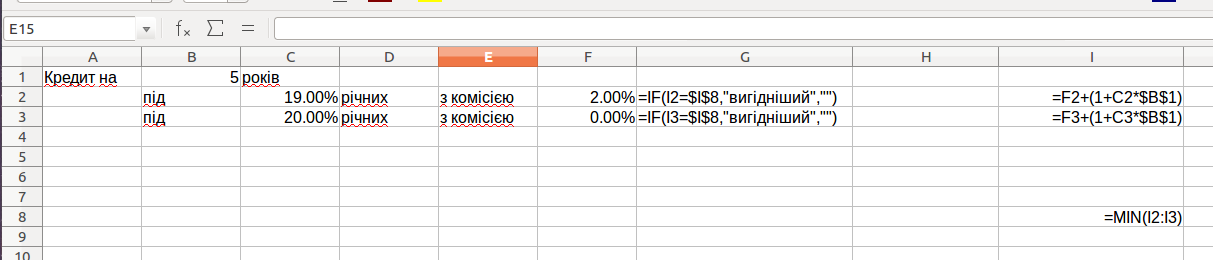 E15
A B C D E F G H I
1 Кредит на 5 років
2 під 19.00% річних з комісією 2.00% =IF(I2=$I$8,"вигідніший","") =F2+(1+C2*$B$1)
3 під 20.00% річних з комісією 0.00% =IF(I3=$I$8,"вигідніший","") =F3+(1+C3*$B$1)
4
5
6
7
8 =MIN(I2:I3)
9
10